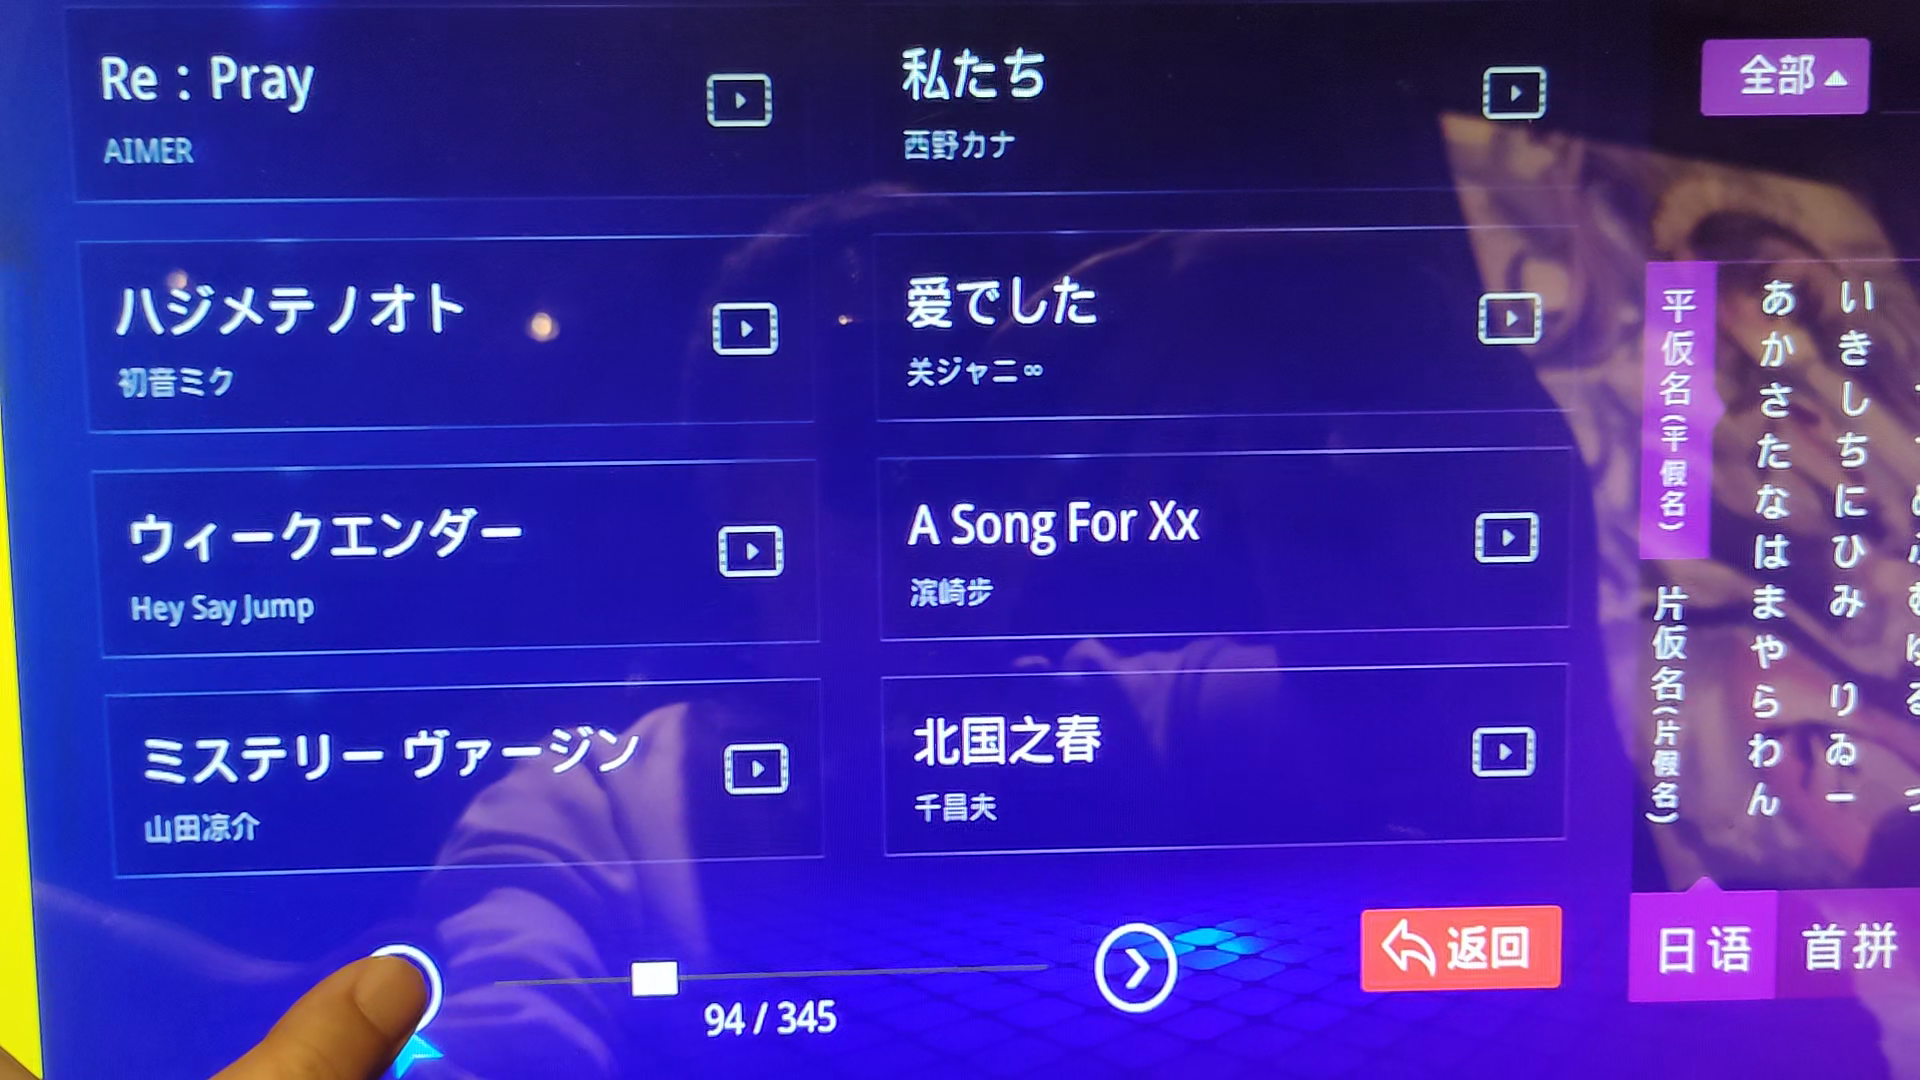 Re : Pray
AIMER
私たち
西野カナ
ハジメテノオト
初音ミク
愛でした
关ジャニ∞
ウィークエンダー
Hey Say Jump
A Song For Xx
滨崎步
ミステリー ヴァージン
山田凉介
北国之春
千昌夫
94 / 345
返回
全部
平仮名(平假名)
片仮名(片假名)
あかさたなはまやらわん
いきしちにひみ りゐー
日语
首拼